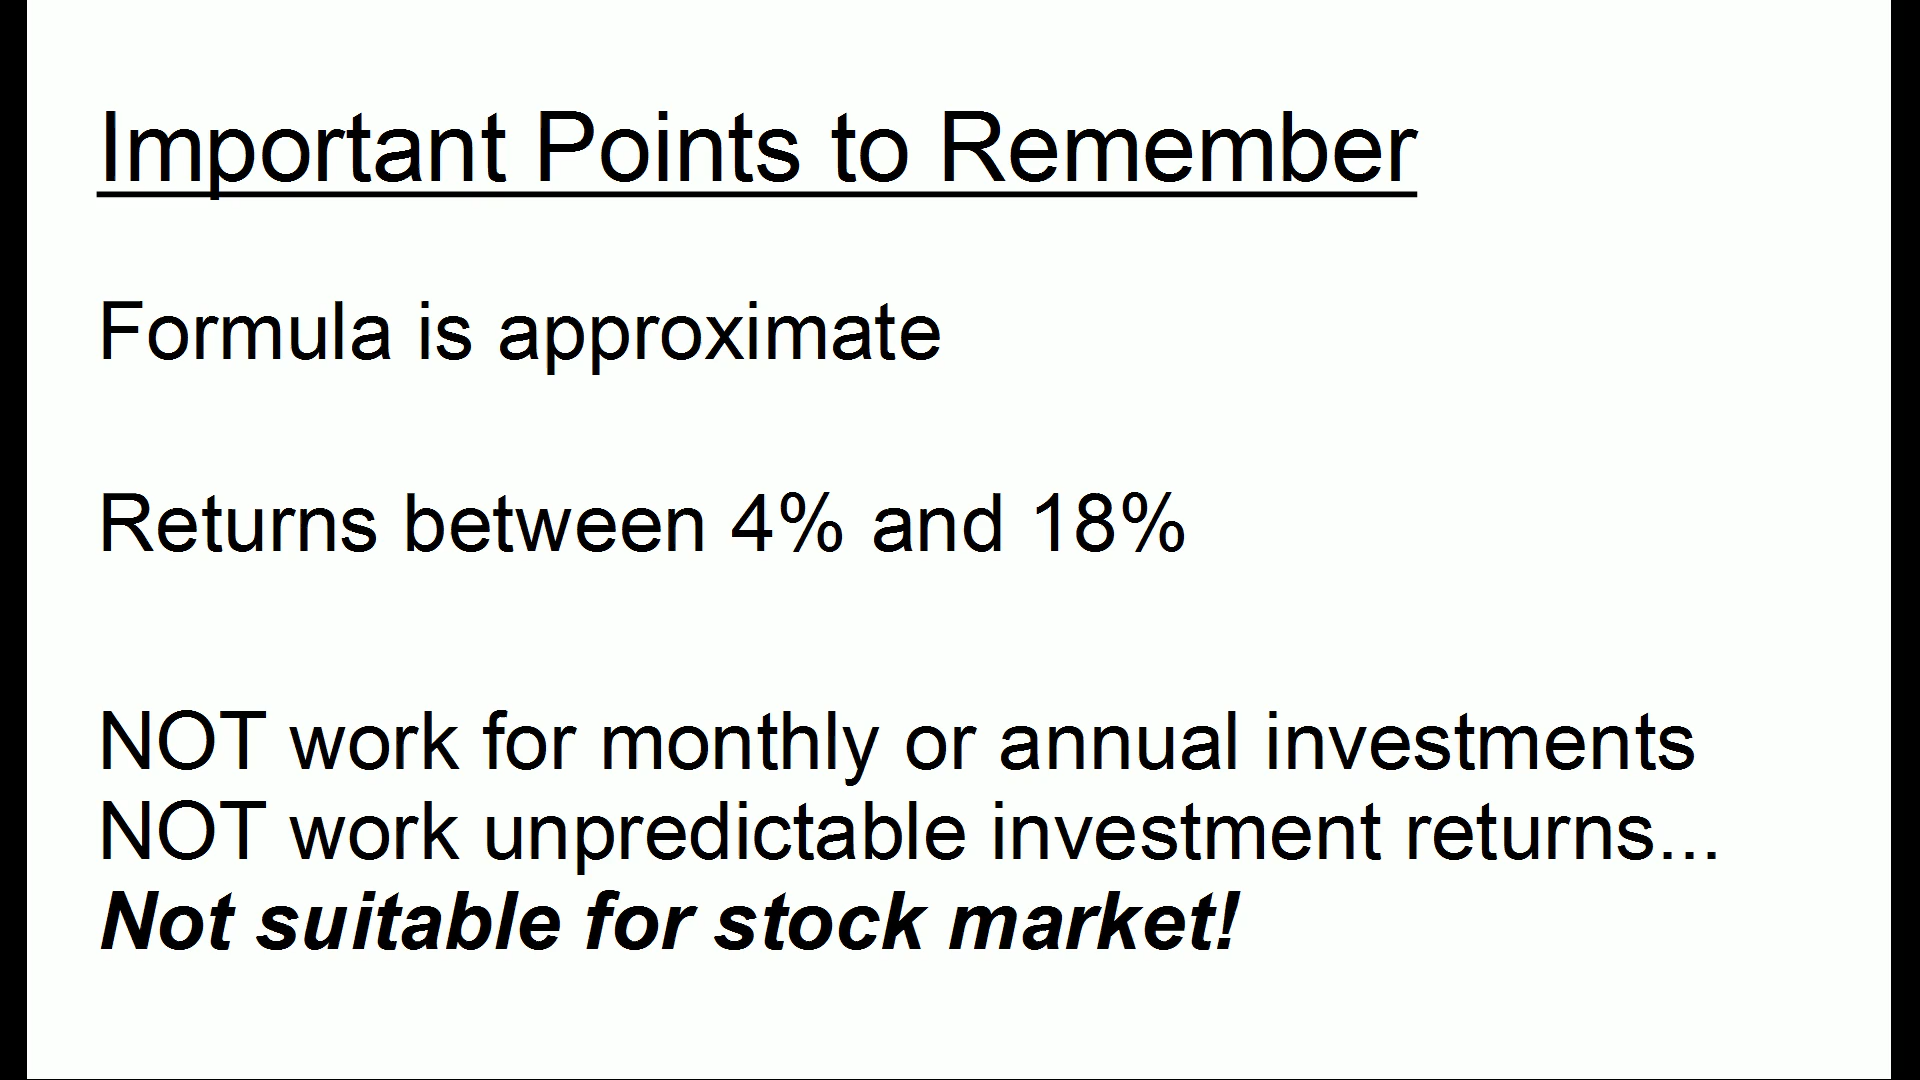 Important Points to Remember
Formula is approximate
Returns between 4% and 18%
NOT work for monthly or annual investments
NOT work unpredictable investment returns...
Not suitable for stock market!